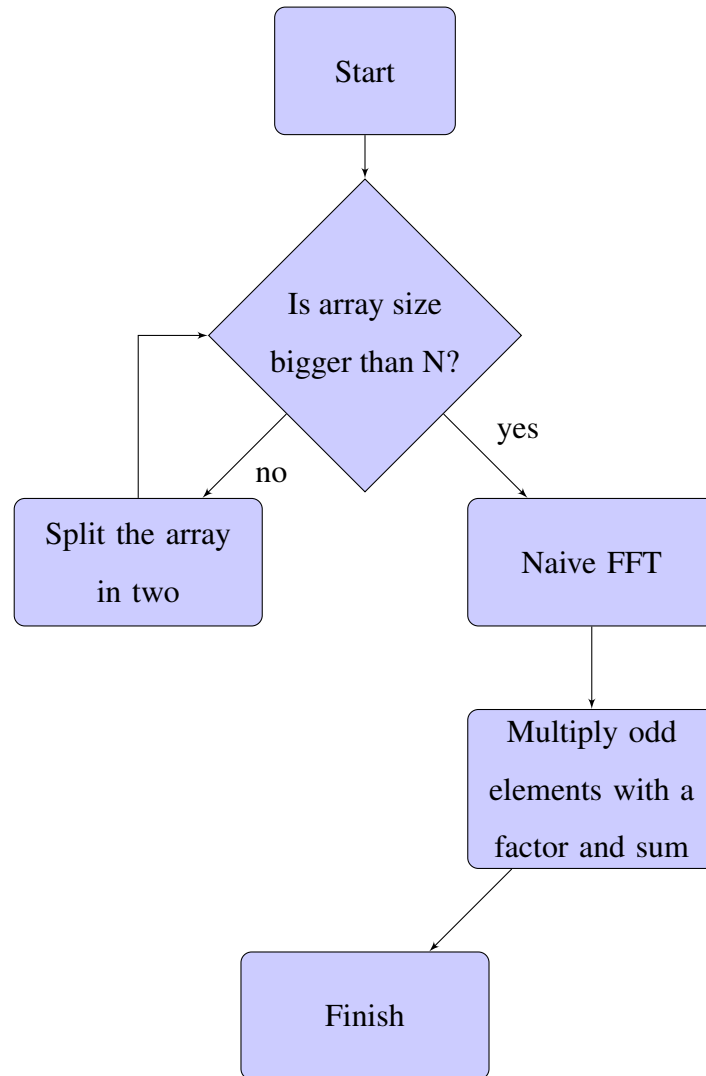 Start
Is array size
bigger than N?
yes
no
Split the array
in two
Naive FFT
Multiply odd
elements with a
factor and sum
Finish